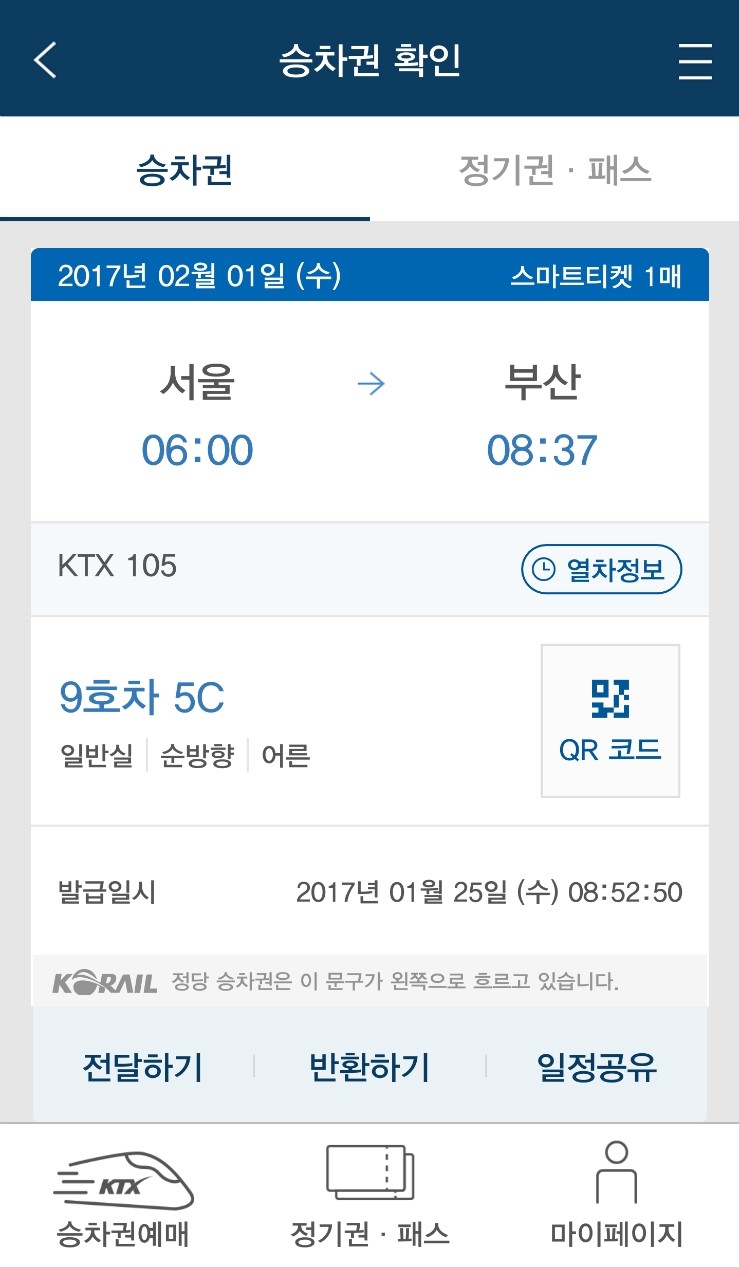 승차권 확인
승차권 정기권 · 패스
2017년 02월 01일 (수) 스마트티켓 1매
서울 → 부산
06:00 08:37
KTX 105 열차정보
9호차 5C
일반실 순방향 어른
QR 코드
발급일시 2017년 01월 25일 (수) 08:52:50
KORAIL 정당 승차권은 이 문구가 왼쪽으로 흐르고 있습니다.
전달하기 반환하기 일정공유
KTX
승차권예매 정기권 · 패스 마이페이지